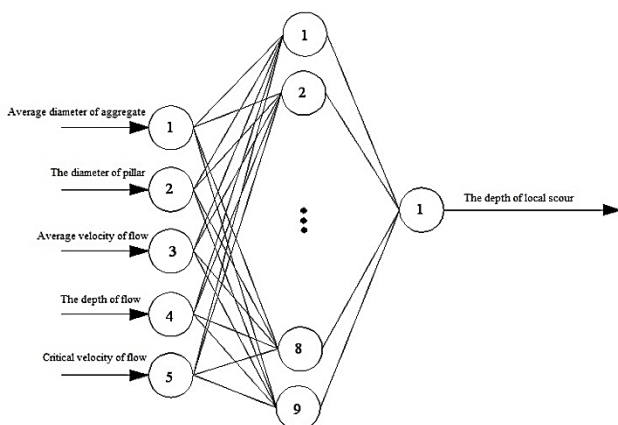 1
2
Average diameter of aggregate
1
The diameter of pillar
2
Average velocity of flow
3
The depth of flow
4
Critical velocity of flow
5
8
9
1
The depth of local scour